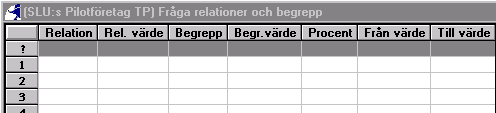 (SLU:s Pilotföretag TP) Fråga relationer och begrepp
Relation Rel. värde Begrepp Begr.värde Procent Från värde Till värde
?
1
2
3
4